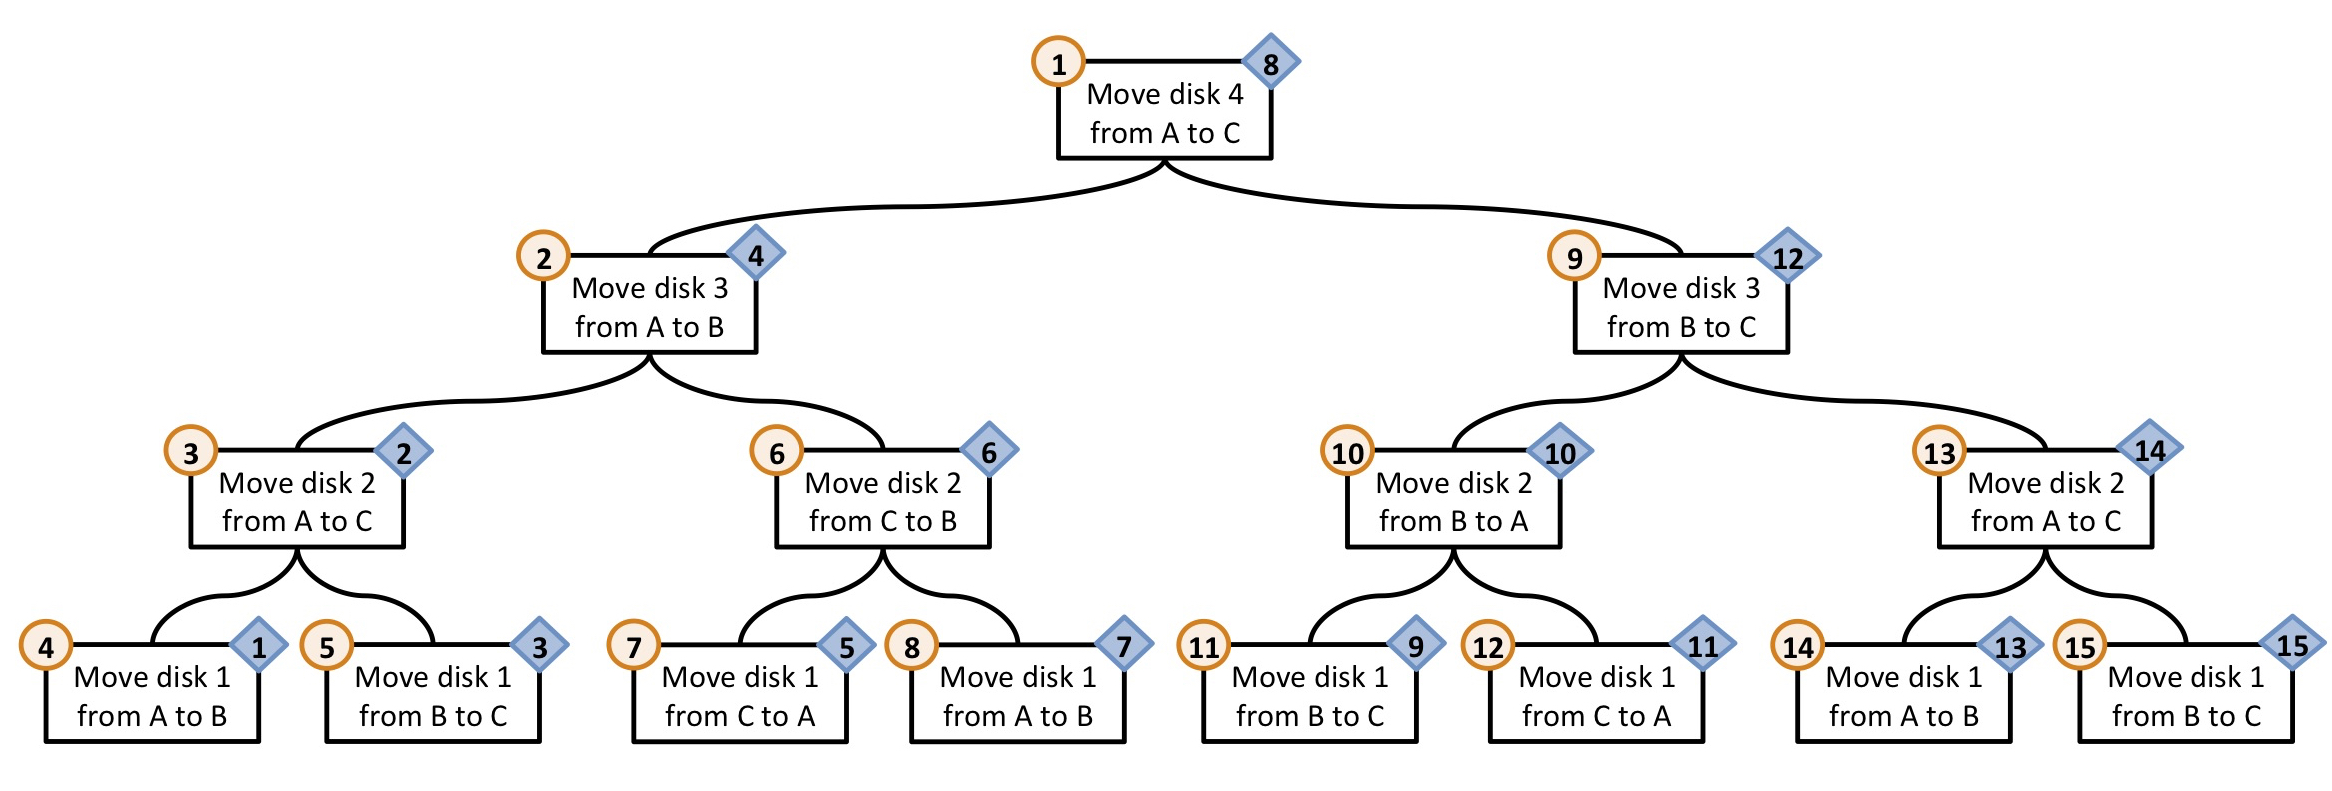 1 8
Move disk 4
from A to C
2 4
Move disk 3
from A to B
9 12
Move disk 3
from B to C
3 2
Move disk 2
from A to C
6 6
Move disk 2
from C to B
10 10
Move disk 2
from B to A
13 14
Move disk 2
from A to C
4 1
Move disk 1
from A to B
5 3
Move disk 1
from B to C
7 5
Move disk 1
from C to A
8 7
Move disk 1
from A to B
11 9
Move disk 1
from B to C
12 11
Move disk 1
from C to A
14 13
Move disk 1
from A to B
15 15
Move disk 1
from B to C